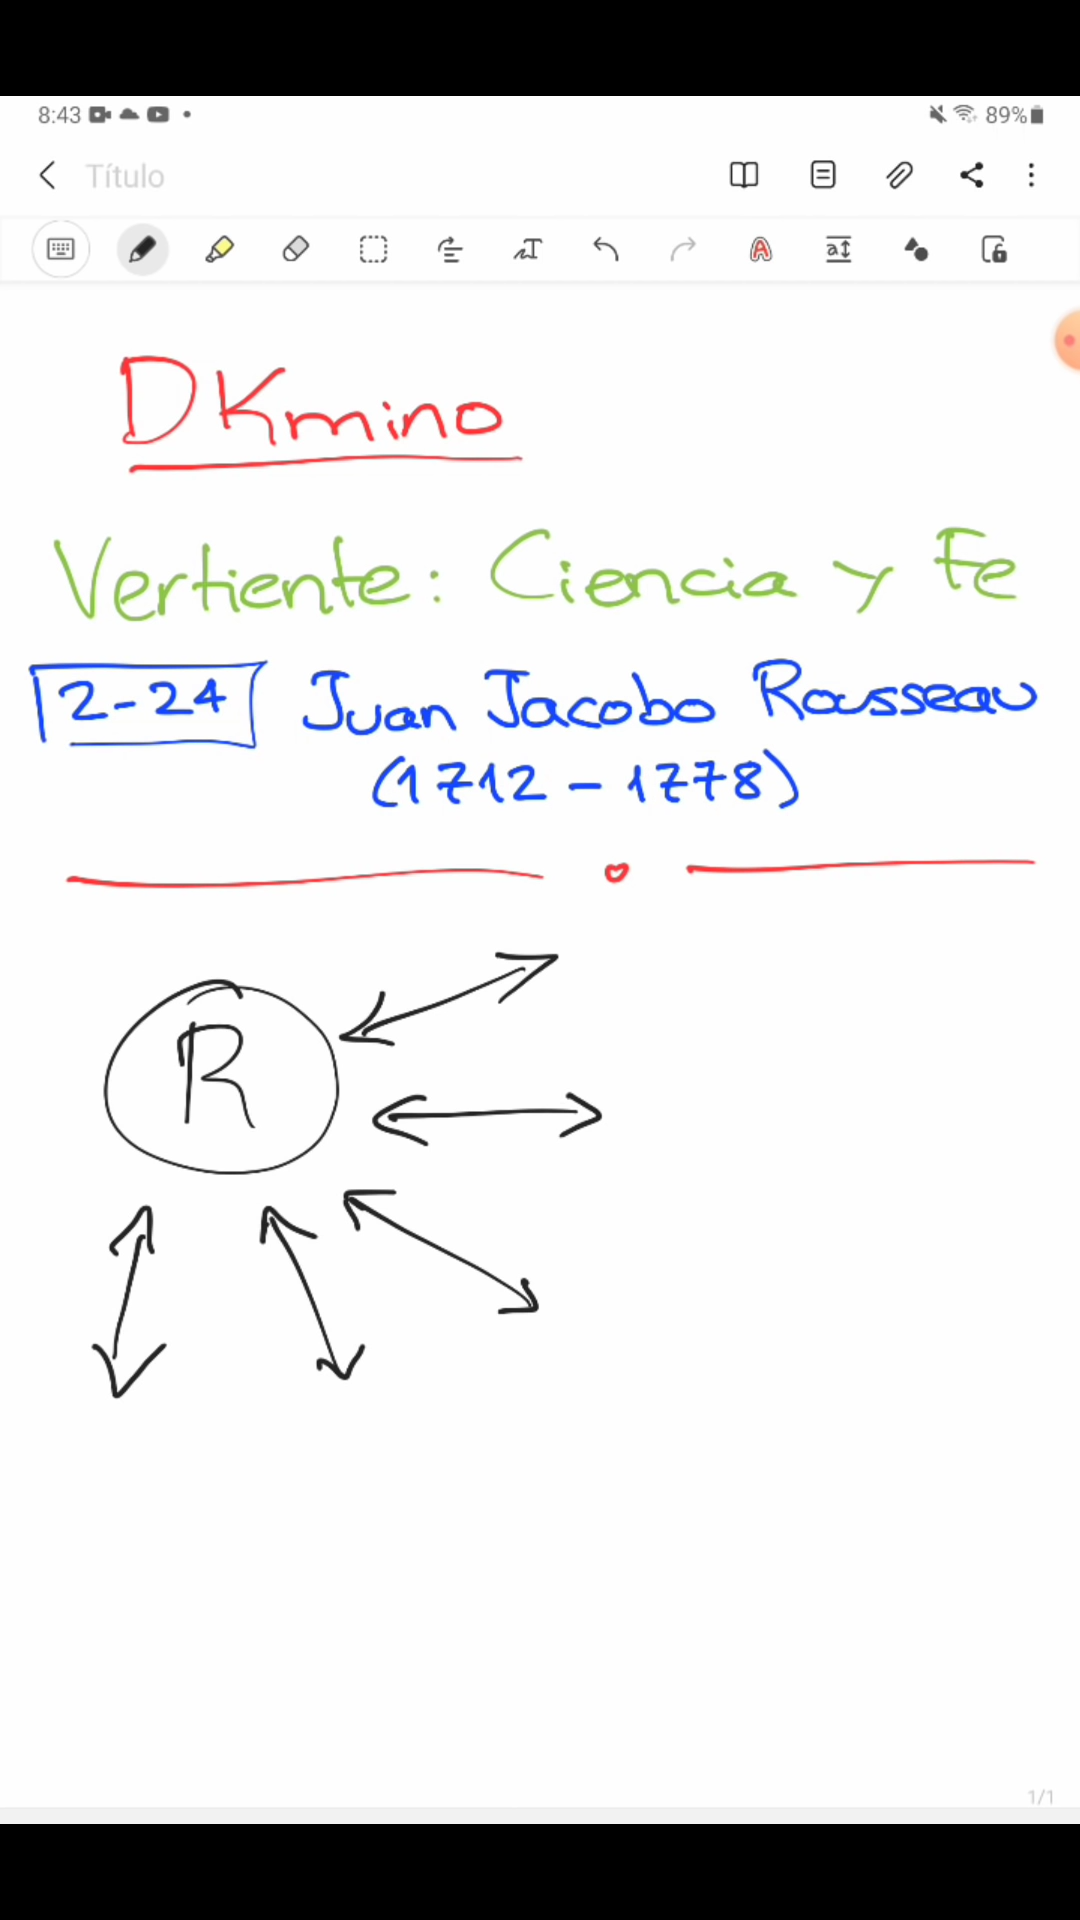 8:43 89%
Título
DKmino
Vertiente: Ciencia y Fe
2-24 Juan Jacobo Rousseau
(1712 - 1778)
R
1/1